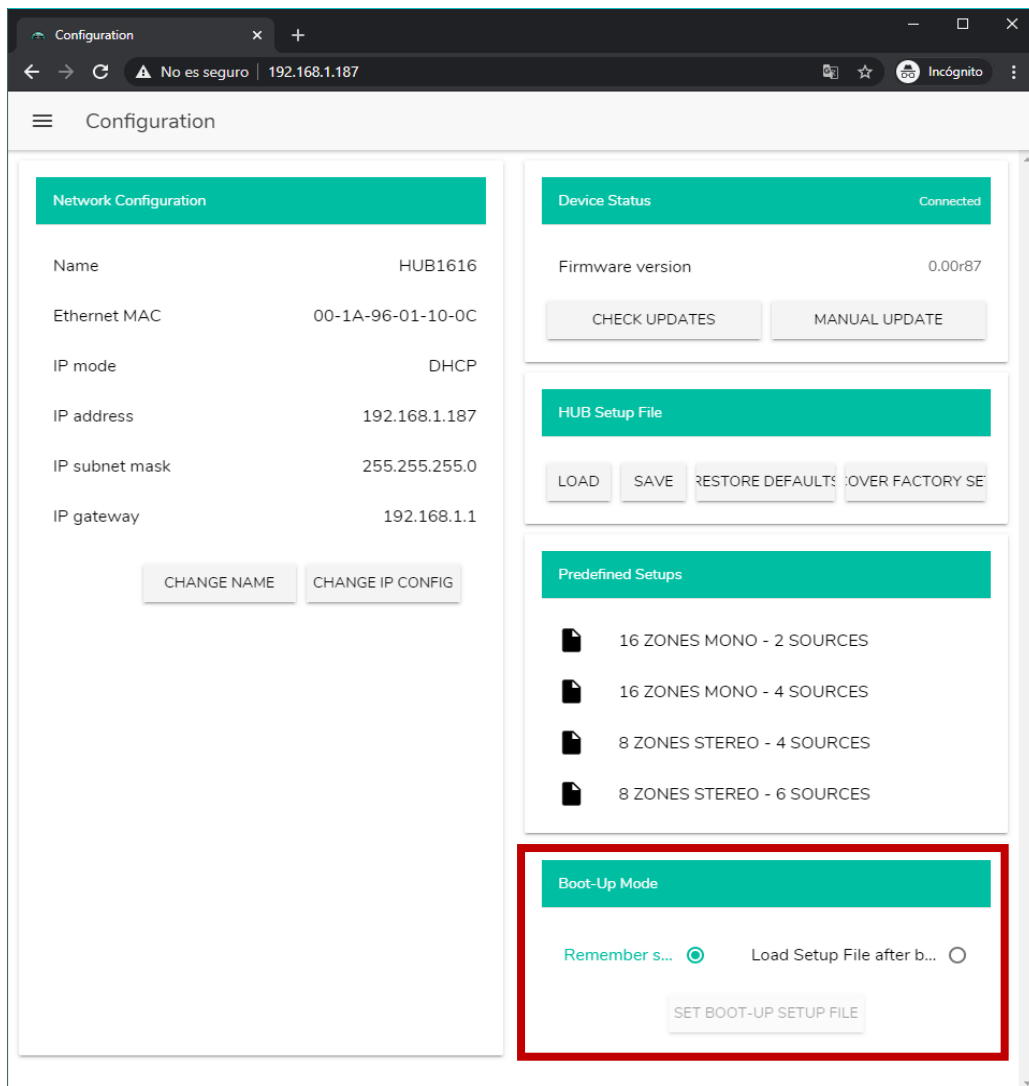 Configuration
No es seguro | 192.168.1.187
Incógnito
Configuration
Network Configuration
Name HUB1616
Ethernet MAC 00-1A-96-01-10-0C
IP mode DHCP
IP address 192.168.1.187
IP subnet mask 255.255.255.0
IP gateway 192.168.1.1
CHANGE NAME CHANGE IP CONFIG
Device Status Connected
Firmware version 0.00r87
CHECK UPDATES MANUAL UPDATE
HUB Setup File
LOAD SAVE RESTORE DEFAULTS COVER FACTORY SE
Predefined Setups
16 ZONES MONO - 2 SOURCES
16 ZONES MONO - 4 SOURCES
8 ZONES STEREO - 4 SOURCES
8 ZONES STEREO - 6 SOURCES
Boot-Up Mode
Remember s... Load Setup File after b...
SET BOOT-UP SETUP FILE